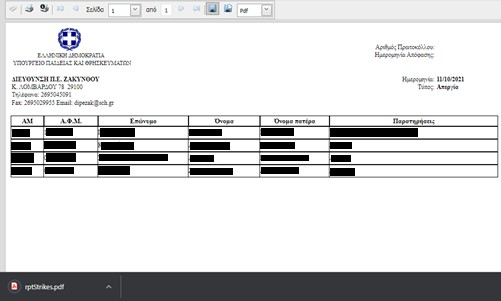 Σελίδα 1 από 1 Pdf
ΕΛΛΗΝΙΚΗ ΔΗΜΟΚΡΑΤΙΑ
ΥΠΟΥΡΓΕΙΟ ΠΑΙΔΕΙΑΣ ΚΑΙ ΘΡΗΣΚΕΥΜΑΤΩΝ
Αριθμός Πρωτοκόλλου:
Ημερομηνία Απόφασης:
ΔΙΕΥΘΥΝΣΗ Π.Ε. ΖΑΚΥΝΘΟΥ
Κ. ΛΟΜΒΑΡΔΟΥ 78 29100
Τηλέφωνο: 2695045091
Fax: 2695029955 Email: dipezak@sch.gr
Ημερομηνία: 11/10/2021
Τύπος: Απεργία
ΑΜ Α.Φ.Μ. Επώνυμο Όνομα Όνομα πατέρα Παρατηρήσεις
rptStrikes.pdf